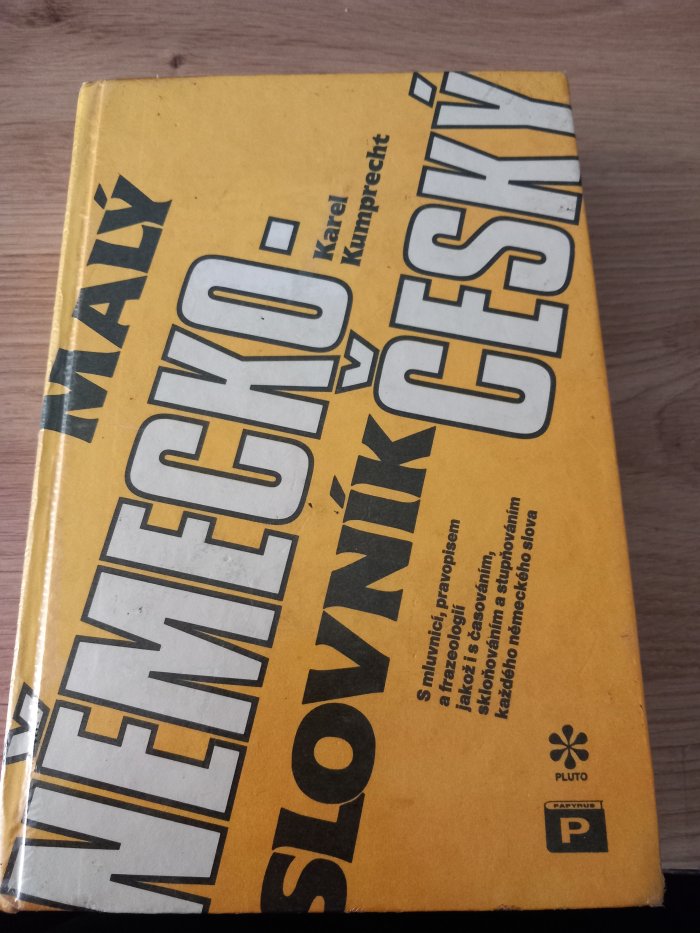 MALÝ
NĚMECKO-
Karel
Kumprecht
SLOVNÍK
ČESKÝ
S mluvnicí, pravopisem
a frazeologií
jakož i s časováním,
skloňováním a stupňováním
každého německého slova
PLUTO
PAPYRUS
P